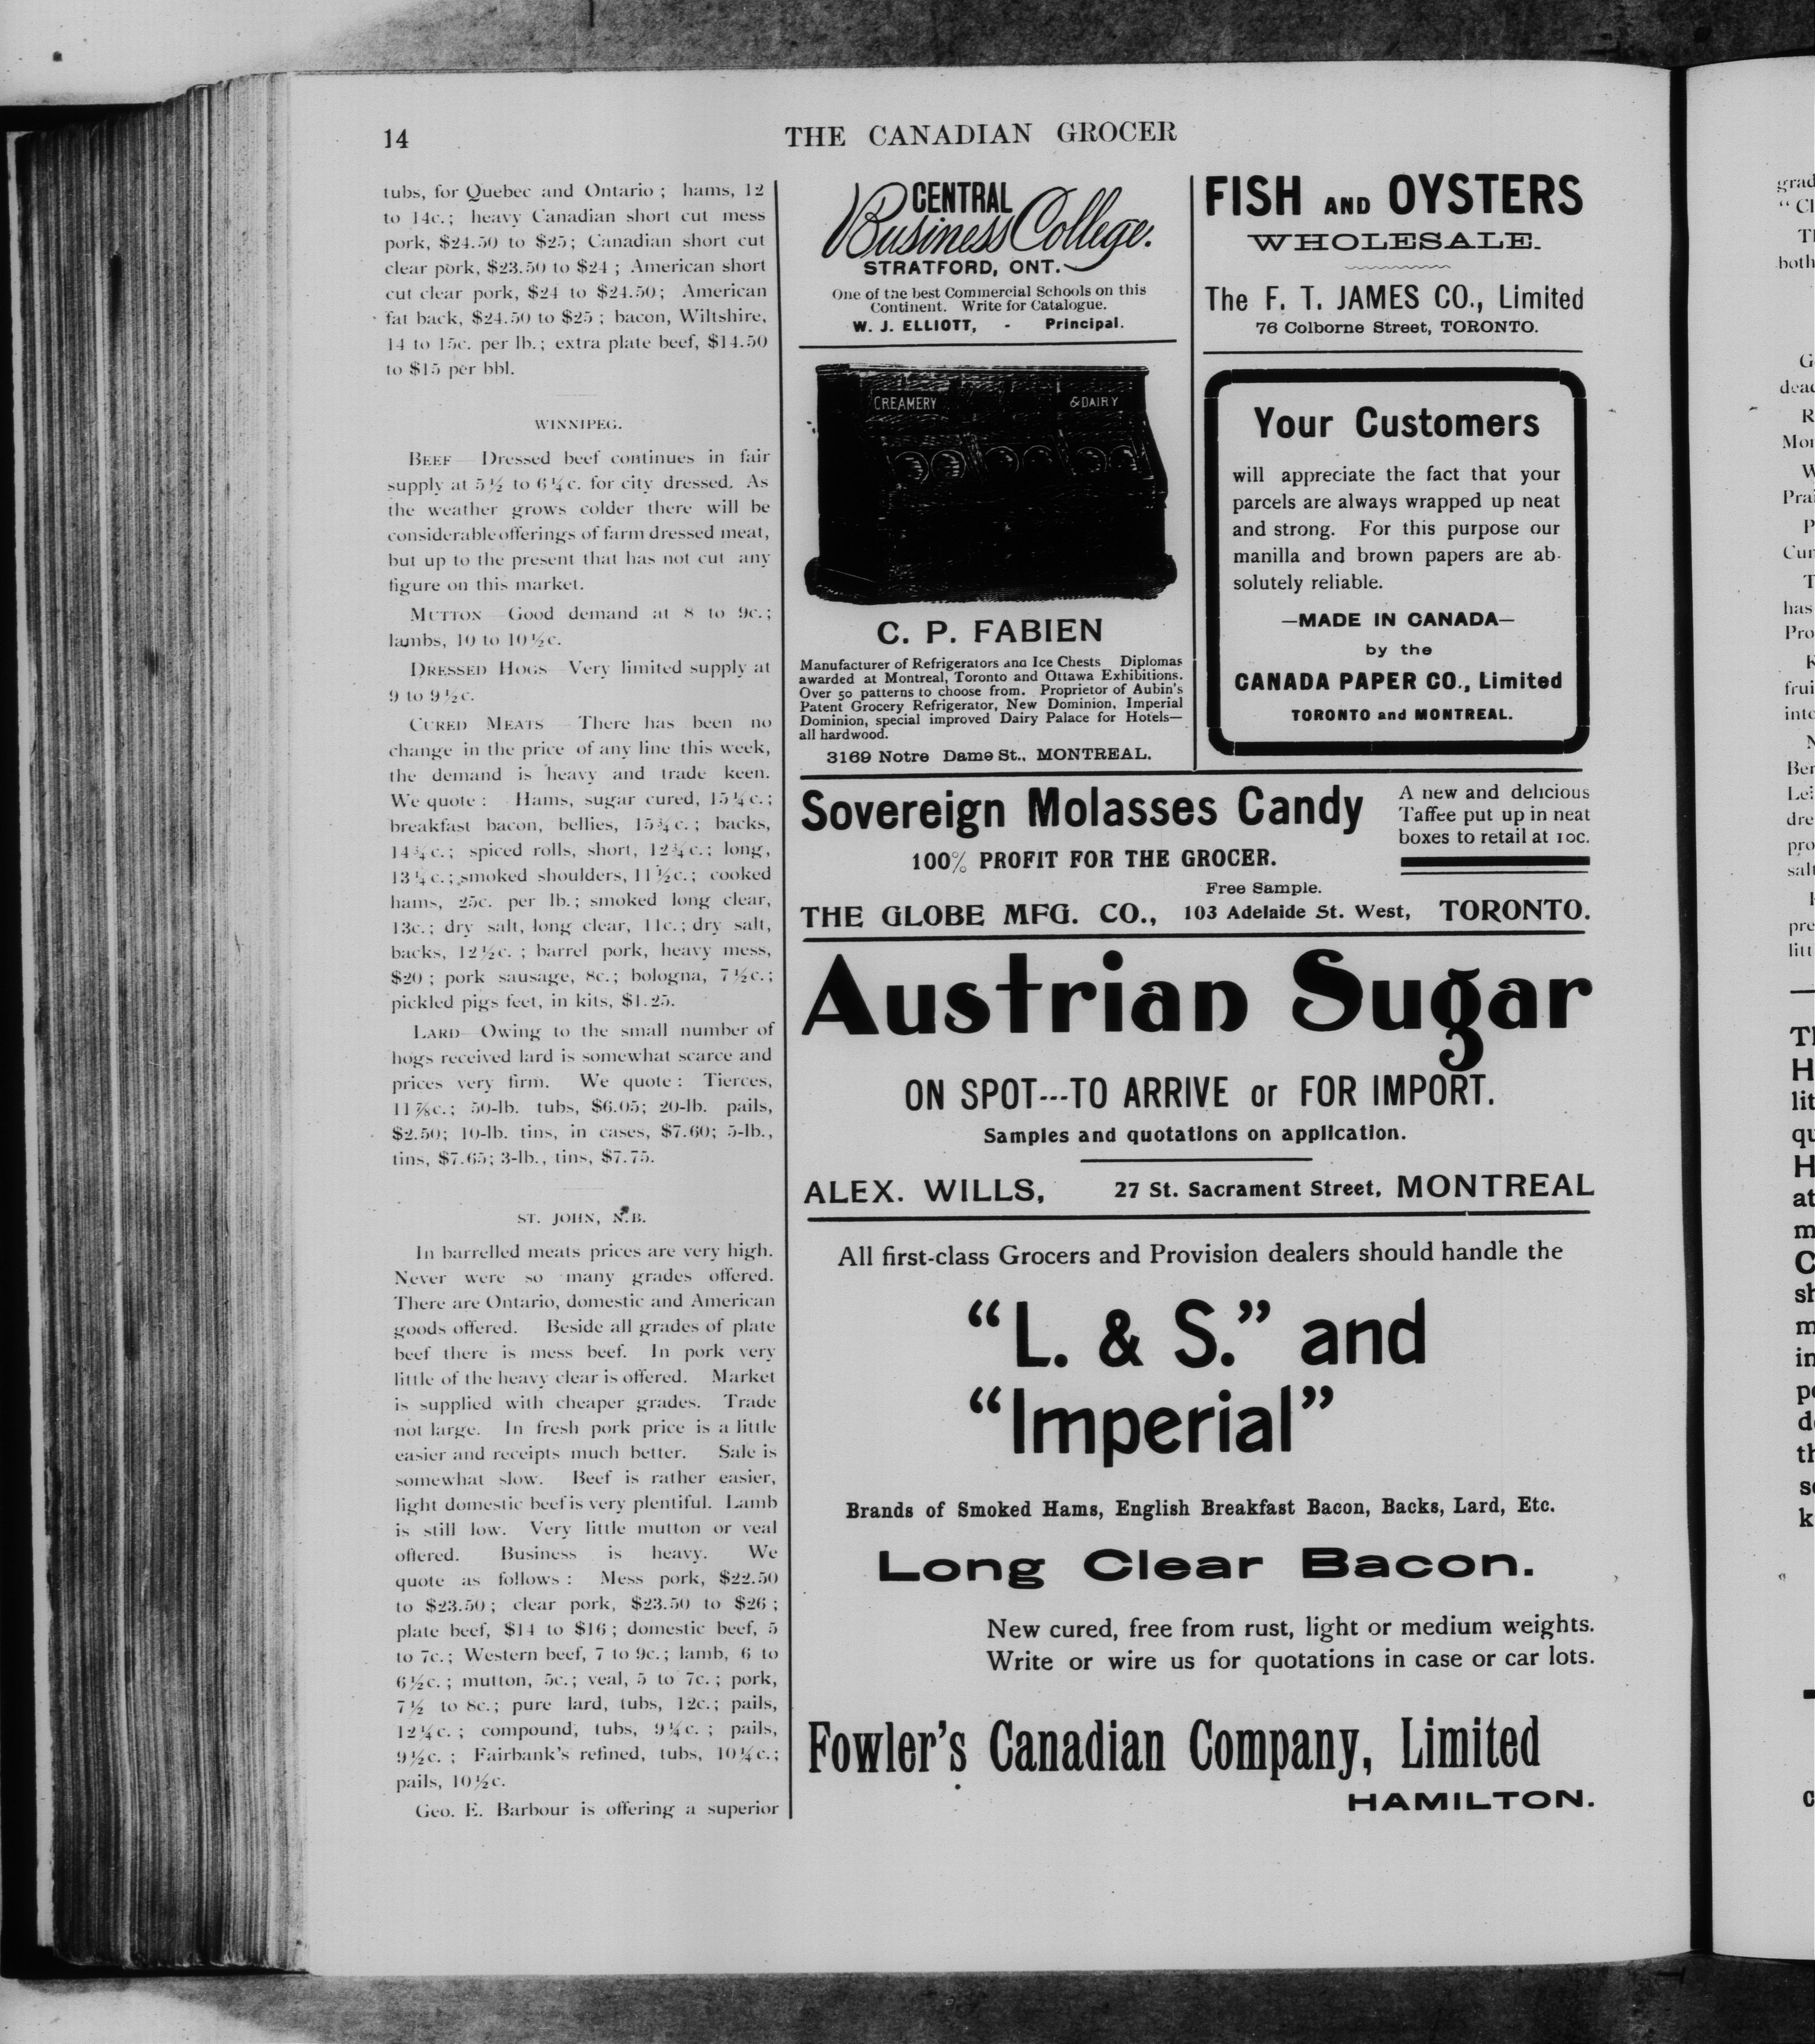 14
THE CANADIAN GROCER
tubs, for Quebec and Ontario ; hams, 12
to 14c.; heavy Canadian short cut mess
pork, $24.50 to $25; Canadian short cut
clear pork, $23.50 to $24 ; American short
cut clear pork, $24 to $24.50; American
fat back, $24.50 to $25 ; bacon, Wiltshire,
14 to 15c. per lb.; extra plate beef, $14.50
to $15 per bbl.
WINNIPEG.
BEEF— Dressed beef continues in fair
supply at 5½ to 6¼c. for city dressed. As
the weather grows colder there will be
considerable offerings of farm dressed meat,
but up to the present that has not cut any
figure on this market.
MUTTON—Good demand at 8 to 9c.;
lambs, 10 to 10½c.
DRESSED HOGS—Very limited supply at
9 to 9½c.
CURED MEATS—There has been no
change in the price of any line this week,
the demand is heavy and trade keen.
We quote : Hams, sugar cured, 15¼c.;
breakfast bacon, bellies, 15¾c.; backs,
14¾c.; spiced rolls, short, 12¾c.; long,
13¼c.; smoked shoulders, 11½c.; cooked
hams, 25c. per lb.; smoked long clear,
13c.; dry salt, long clear, 11c.; dry salt,
backs, 12½c. ; barrel pork, heavy mess,
$20 ; pork sausage, 8c.; bologna, 7½c.;
pickled pigs feet, in kits, $1.25.
LARD—Owing to the small number of
hogs received lard is somewhat scarce and
prices very firm. We quote : Tierces,
11⅞c.; 50-lb. tubs, $6.05; 20-lb. pails,
$2.50; 10-lb. tins, in cases, $7.60; 5-lb.,
tins, $7.65; 3-lb., tins, $7.75.
ST. JOHN, N.B.
In barrelled meats prices are very high.
Never were so many grades offered.
There are Ontario, domestic and American
goods offered. Beside all grades of plate
beef there is mess beef. In pork very
little of the heavy clear is offered. Market
is supplied with cheaper grades. Trade
not large. In fresh pork price is a little
easier and receipts much better. Sale is
somewhat slow. Beef is rather easier,
light domestic beef is very plentiful. Lamb
is still low. Very little mutton or veal
offered. Business is heavy. We
quote as follows : Mess pork, $22.50
to $23.50 ; clear pork, $23.50 to $26 ;
plate beef, $14 to $16 ; domestic beef, 5
to 7c.; Western beef, 7 to 9c.; lamb, 6 to
6½c. ; mutton, 5c.; veal, 5 to 7c. ; pork,
7½ to 8c.; pure lard, tubs, 12c.; pails,
12¼c. ; compound, tubs, 9¼c. ; pails,
9½c. ; Fairbank's refined, tubs, 10¼c.;
pails, 10½c.
Geo. E. Barbour is offering a superior
CENTRAL
Business College.
STRATFORD, ONT.
One of the best Commercial Schools on this
Continent. Write for Catalogue.
W. J. ELLIOTT, - Principal.
CREAMERY & DAIRY
C. P. FABIEN
Manufacturer of Refrigerators and Ice Chests Diplomas
awarded at Montreal, Toronto and Ottawa Exhibitions.
Over 50 patterns to choose from. Proprietor of Aubin's
Patent Grocery Refrigerator, New Dominion, Imperial
Dominion, special improved Dairy Palace for Hotels—
all hardwood.
3169 Notre Dame St., MONTREAL.
FISH AND OYSTERS
WHOLESALE.
The F. T. JAMES CO., Limited
76 Colborne Street, TORONTO.
Your Customers
will appreciate the fact that your
parcels are always wrapped up neat
and strong. For this purpose our
manilla and brown papers are ab-
solutely reliable.
—MADE IN CANADA—
by the
CANADA PAPER CO., Limited
TORONTO and MONTREAL.
Sovereign Molasses Candy
100% PROFIT FOR THE GROCER.
A new and delicious
Taffee put up in neat
boxes to retail at 10c.
Free Sample.
THE GLOBE MFG. CO., 103 Adelaide St. West, TORONTO.
Austrian Sugar
ON SPOT---TO ARRIVE or FOR IMPORT.
Samples and quotations on application.
ALEX. WILLS, 27 St. Sacrament Street, MONTREAL
All first-class Grocers and Provision dealers should handle the
“L. & S.” and
“Imperial”
Brands of Smoked Hams, English Breakfast Bacon, Backs, Lard, Etc.
Long Clear Bacon.
New cured, free from rust, light or medium weights.
Write or wire us for quotations in case or car lots.
Fowler's Canadian Company, Limited
HAMILTON.